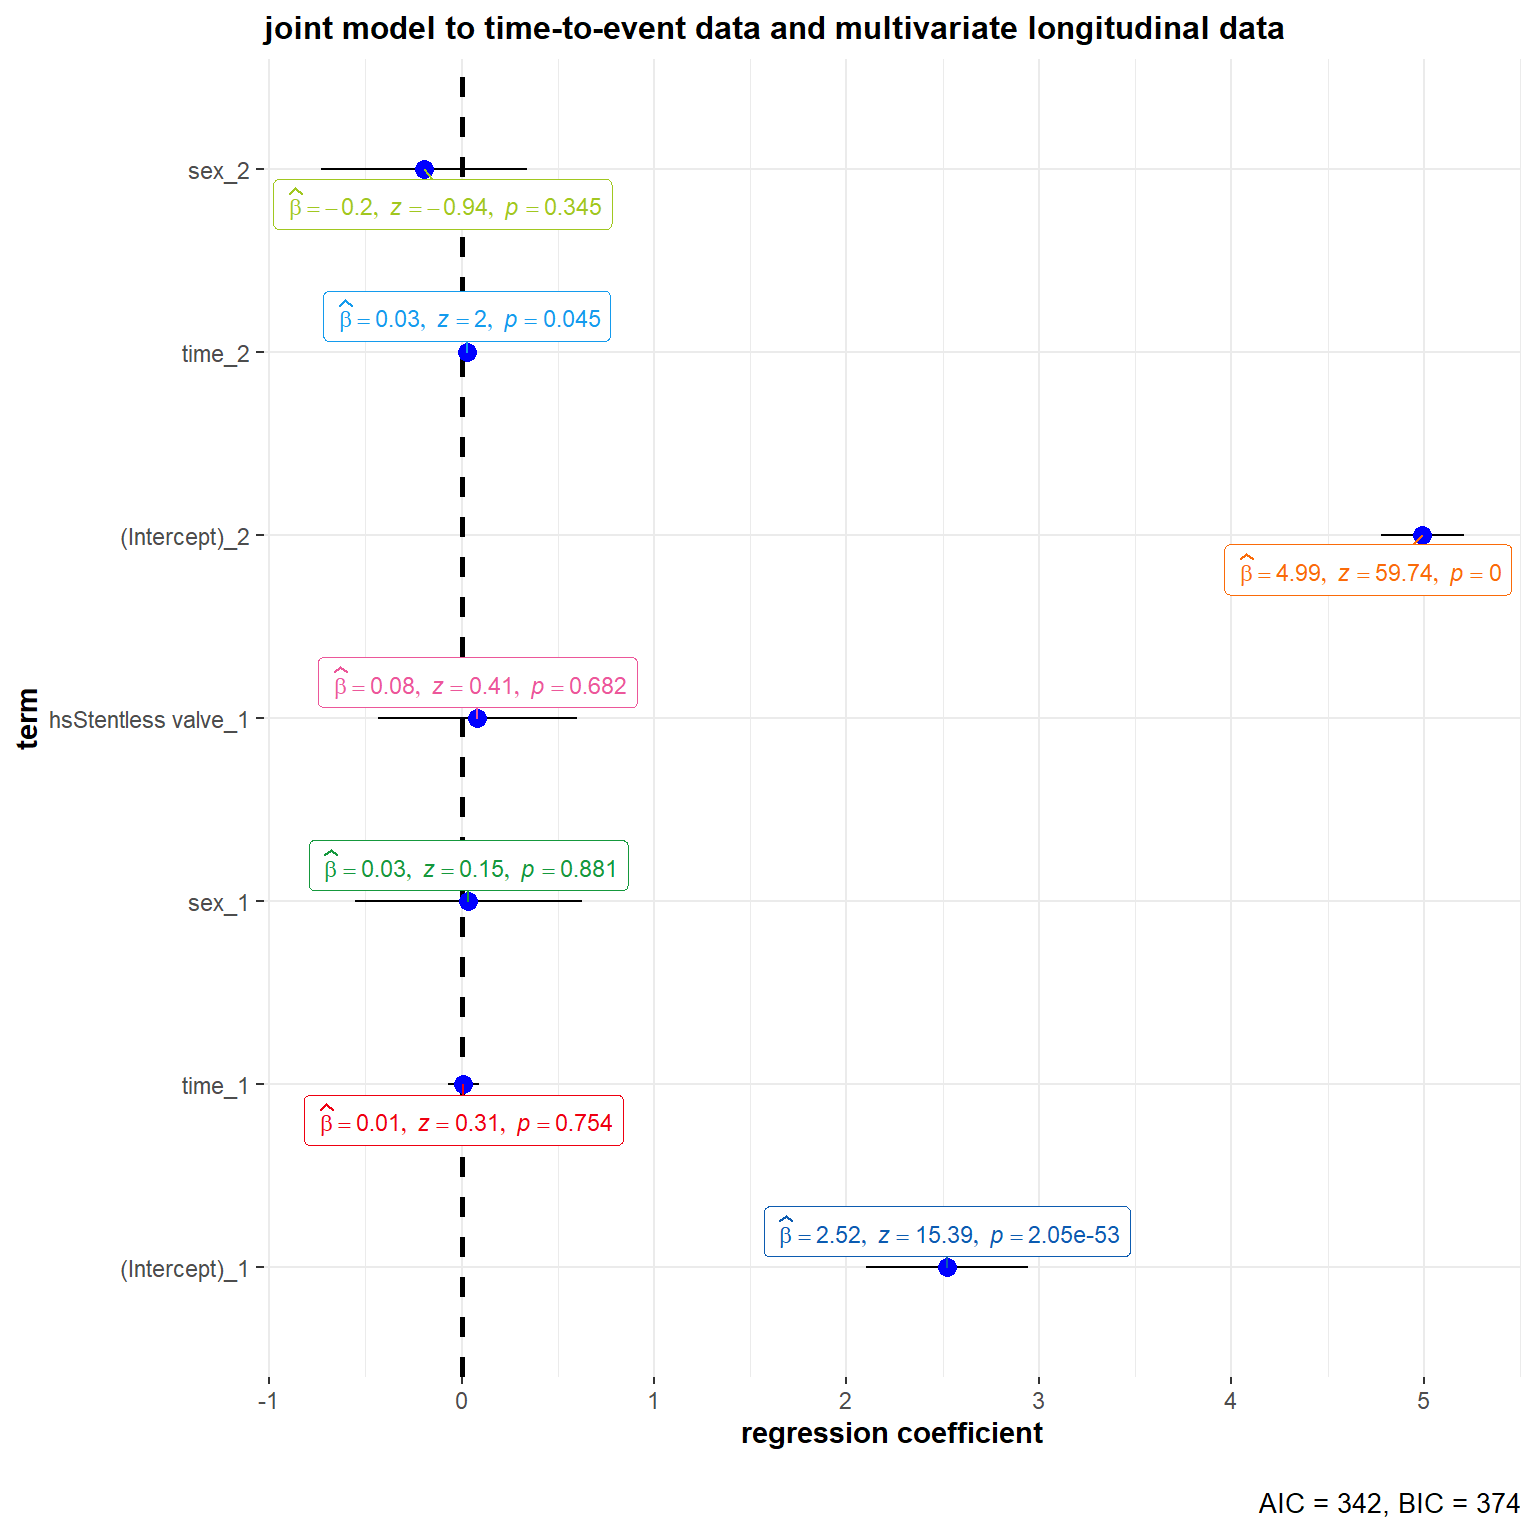 joint model to time-to-event data and multivariate longitudinal data
sex_2
β̂ = −0.2, z = −0.94, p = 0.345
β̂ = 0.03, z = 2, p = 0.045
time_2
(Intercept)_2
β̂ = 4.99, z = 59.74, p = 0
β̂ = 0.08, z = 0.41, p = 0.682
term
hsStentless valve_1
β̂ = 0.03, z = 0.15, p = 0.881
sex_1
time_1
β̂ = 0.01, z = 0.31, p = 0.754
β̂ = 2.52, z = 15.39, p = 2.05e-53
(Intercept)_1
-1 0 1 2 3 4 5
regression coefficient
AIC = 342, BIC = 374